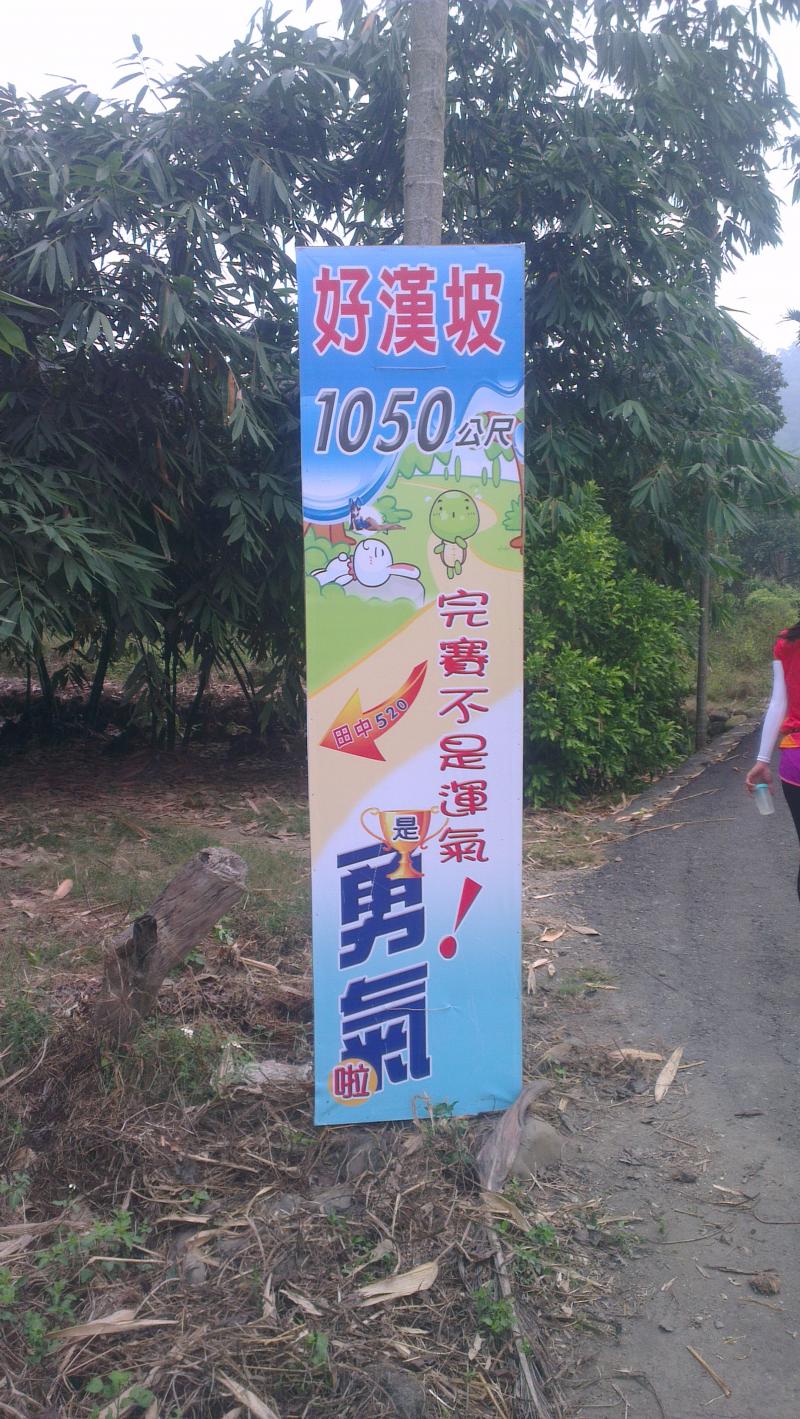 好漢坡
1050公尺
完賽不是運氣
田中520
是
勇氣!
啦